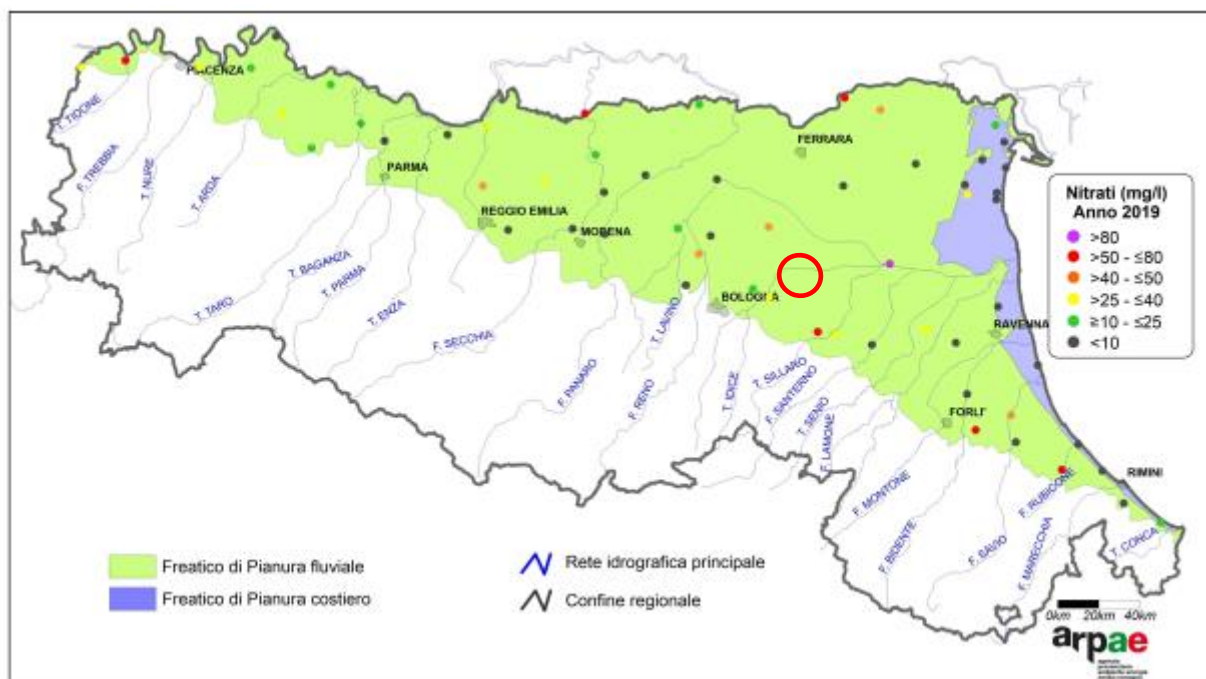 PIACENZA
T. TIDONE
F. TREBBIA
T. NURE
T. ARDA
PARMA
FERRARA
REGGIO EMILIA
MODENA
T. TARO
T. BAGANZA
T. PARMA
T. ENZA
F. SECCHIA
F. PANARO
T. LAVINO
F. RENO
BOLOGNA
T. IDICE
T. SILLARO
F. SANTERNO
T. SENIO
F. LAMONE
RAVENNA
FORLI'
F. MONTONE
F. BIDENTE
F. SAVIO
F. RUBICONE
F. MARECCHIA
RIMINI
T. CONCA
Nitrati (mg/l)
Anno 2019
>80
>50 - ≤80
>40 - ≤50
>25 - ≤40
≥10 - ≤25
<10
Freatico di Pianura fluviale
Freatico di Pianura costiero
Rete idrografica principale
Confine regionale
0km 20km 40km
arpae